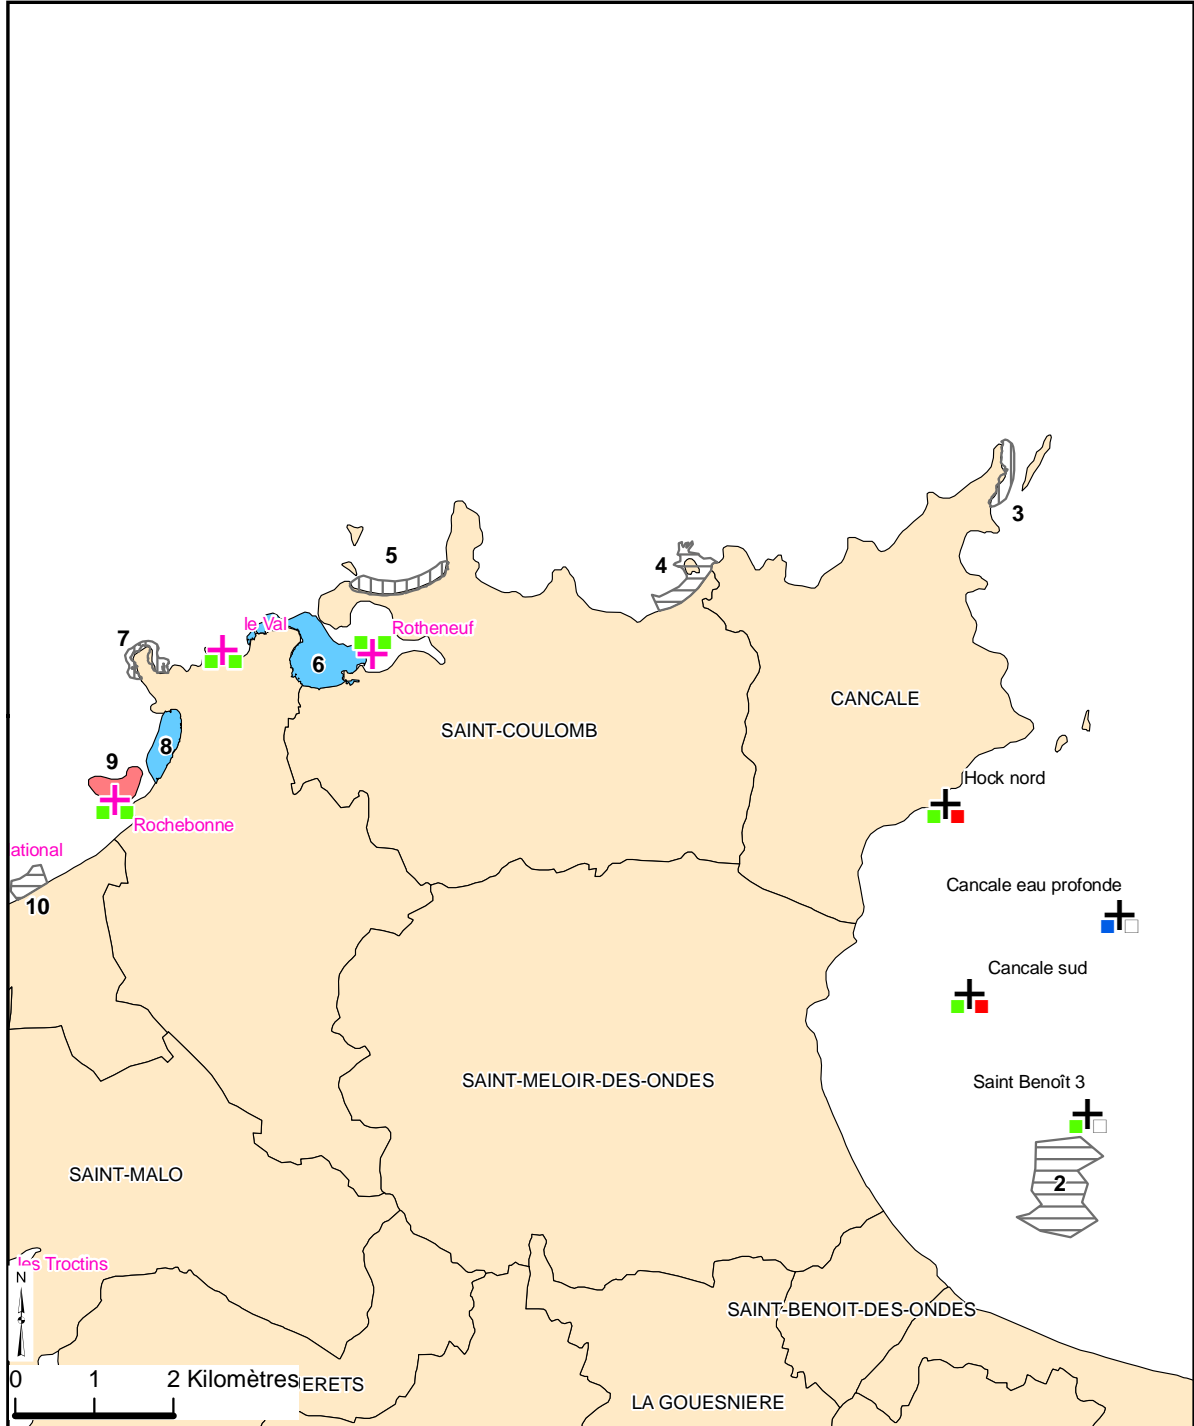 3
5
4
le Val
Rotheneuf
7
6
CANCALE
SAINT-COULOMB
8
9
Hock nord
Rochebonne
ational
Cancale eau profonde
10
Cancale sud
SAINT-MELOIR-DES-ONDES
Saint Benoît 3
SAINT-MALO
2
les Troctins
N
SAINT-BENOIT-DES-ONDES
0 1 2 Kilomètres
ERETS
LA GOUESNIERE